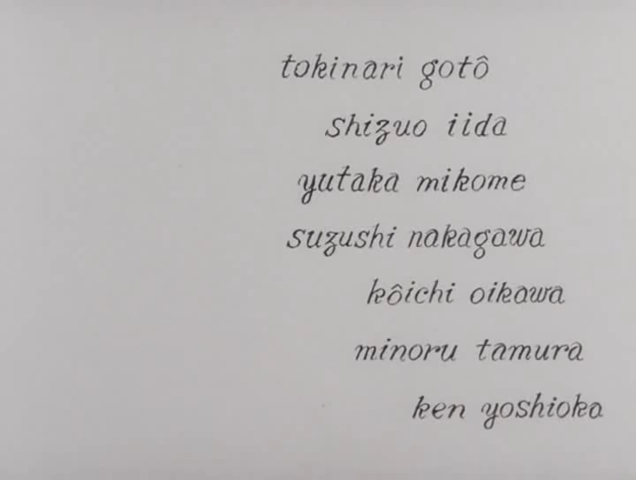 tokinari gotô
shizuo iida
yutaka mikome
suzushi nakagawa
kôichi oikawa
minoru tamura
ken yoshioka